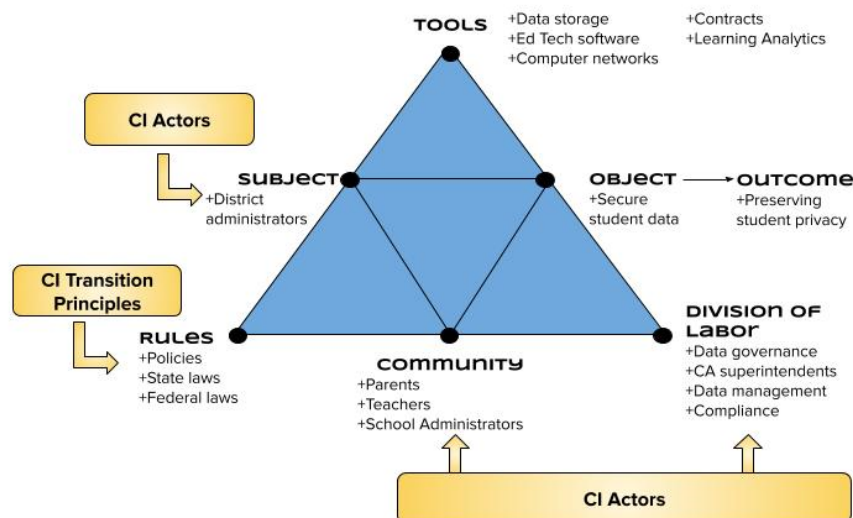 TOOLS
+Data storage
+Ed Tech software
+Computer networks
+Contracts
+Learning Analytics
CI Actors
SUBJECT
+District
administrators
OBJECT
+Secure
student data
OUTCOME
+Preserving
student privacy
CI Transition
Principles
RULES
+Policies
+State laws
+Federal laws
COMMUNITY
+Parents
+Teachers
+School Administrators
DIVISION OF
LABOR
+Data governance
+CA superintendents
+Data management
+Compliance
CI Actors